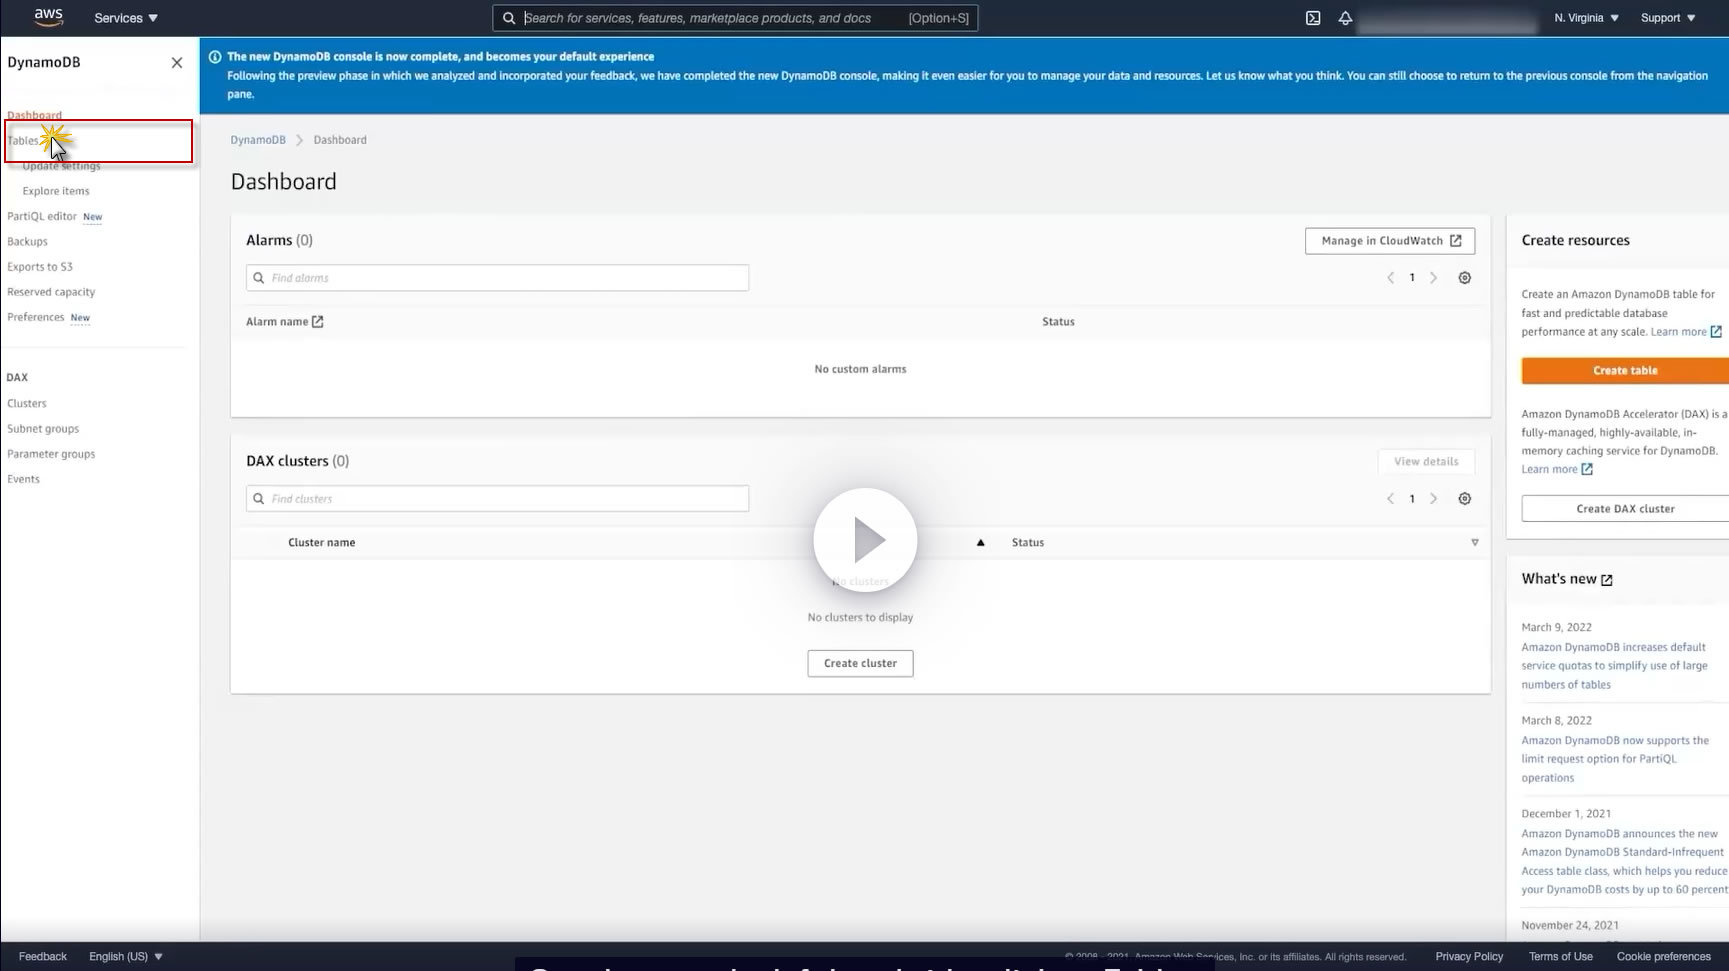 aws
Services
Search for services, features, marketplace products, and docs
[Option+S]
N. Virginia
Support
DynamoDB
Dashboard
Tables
Update settings
Explore items
PartiQL editor New
Backups
Exports to S3
Reserved capacity
Preferences New
DAX
Clusters
Subnet groups
Parameter groups
Events
The new DynamoDB console is now complete, and becomes your default experience
Following the preview phase in which we analyzed and incorporated your feedback, we have completed the new DynamoDB console, making it even easier for you to manage your data and resources. Let us know what you think. You can still choose to return to the previous console from the navigation
pane.
DynamoDB
Dashboard
Dashboard
Alarms (0)
Manage in CloudWatch
Find alarms
1
Alarm name
Status
No custom alarms
DAX clusters (0)
View details
Find clusters
1
Cluster name
Status
No clusters
No clusters to display
Create cluster
Create resources
Create an Amazon DynamoDB table for
fast and predictable database
performance at any scale. Learn more
Create table
Amazon DynamoDB Accelerator (DAX) is a
fully-managed, highly-available, in-
memory caching service for DynamoDB.
Learn more
Create DAX cluster
What's new
March 9, 2022
Amazon DynamoDB increases default
service quotas to simplify use of large
numbers of tables
March 8, 2022
Amazon DynamoDB now supports the
limit request option for PartiQL
operations
December 1, 2021
Amazon DynamoDB announces the new
Amazon DynamoDB Standard-Infrequent
Access table class, which helps you reduce
your DynamoDB costs by up to 60 percent
November 24, 2021
Feedback
English (US)
© 2008 - 2021, Amazon Web Services, Inc. or its affiliates. All rights reserved.
Privacy Policy
Terms of Use
Cookie preferences